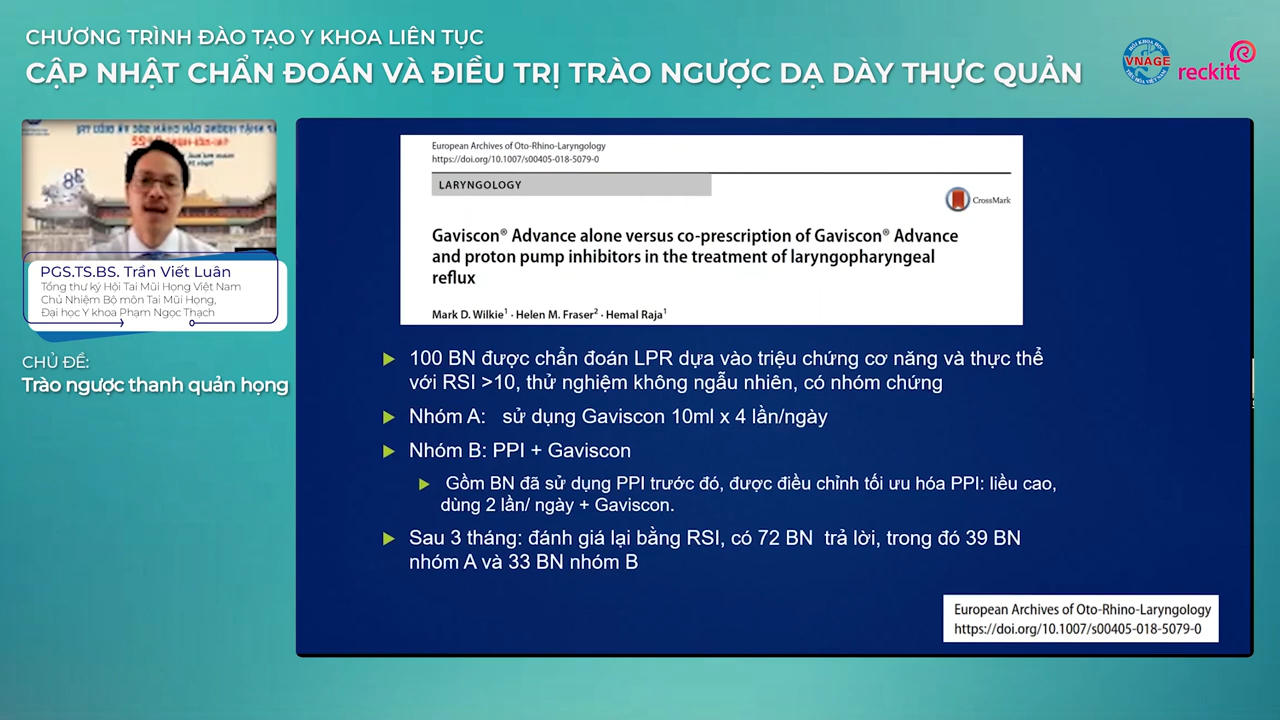 CHƯƠNG TRÌNH ĐÀO TẠO Y KHOA LIÊN TỤC
CẬP NHẬT CHẨN ĐOÁN VÀ ĐIỀU TRỊ TRÀO NGƯỢC DẠ DÀY THỰC QUẢN
VNAGE
reckitt
PGS.TS.BS. Trần Viết Luân
Tổng thư ký Hội Tai Mũi Họng Việt Nam
Chủ Nhiệm Bộ môn Tai Mũi Họng,
Đại học Y khoa Phạm Ngọc Thạch
CHỦ ĐỀ:
Trào ngược thanh quản họng
European Archives of Oto-Rhino-Laryngology
https://doi.org/10.1007/s00405-018-5079-0
LARYNGOLOGY
CrossMark
Gaviscon® Advance alone versus co-prescription of Gaviscon® Advance
and proton pump inhibitors in the treatment of laryngopharyngeal
reflux
Mark D. Wilkie¹ · Helen M. Fraser² · Hemal Raja¹
100 BN được chẩn đoán LPR dựa vào triệu chứng cơ năng và thực thể
với RSI >10, thử nghiệm không ngẫu nhiên, có nhóm chứng
Nhóm A: sử dụng Gaviscon 10ml x 4 lần/ngày
Nhóm B: PPI + Gaviscon
Gồm BN đã sử dụng PPI trước đó, được điều chỉnh tối ưu hóa PPI: liều cao,
dùng 2 lần/ ngày + Gaviscon.
Sau 3 tháng: đánh giá lại bằng RSI, có 72 BN trả lời, trong đó 39 BN
nhóm A và 33 BN nhóm B
European Archives of Oto-Rhino-Laryngology
https://doi.org/10.1007/s00405-018-5079-0